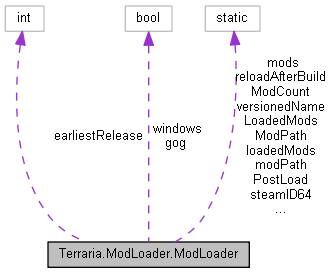 int
bool
static
earliestRelease
windows
gog
mods
reloadAfterBuild
ModCount
versionedName
LoadedMods
ModPath
loadedMods
modPath
PostLoad
steamID64
...
Terraria.ModLoader.ModLoader